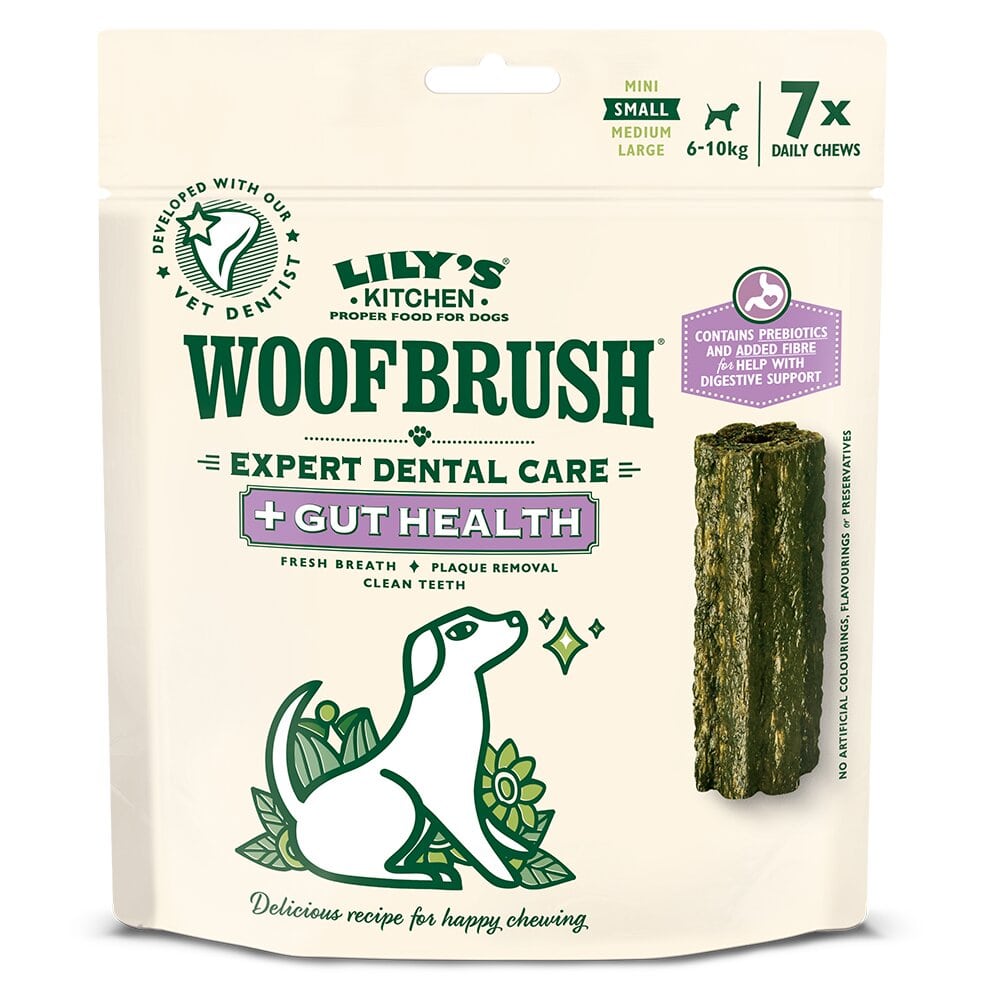 MINI
SMALL
MEDIUM
LARGE
6-10kg
7x
DAILY CHEWS
DEVELOPED WITH OUR
VET DENTIST
LILY'S®
• KITCHEN •
PROPER FOOD FOR DOGS
WOOFBRUSH®
EXPERT DENTAL CARE
+ GUT HEALTH
FRESH BREATH ✦ PLAQUE REMOVAL
CLEAN TEETH
CONTAINS PREBIOTICS
AND ADDED FIBRE
for HELP WITH
DIGESTIVE SUPPORT
NO ARTIFICIAL COLOURINGS, FLAVOURINGS or PRESERVATIVES
Delicious recipe for happy chewing